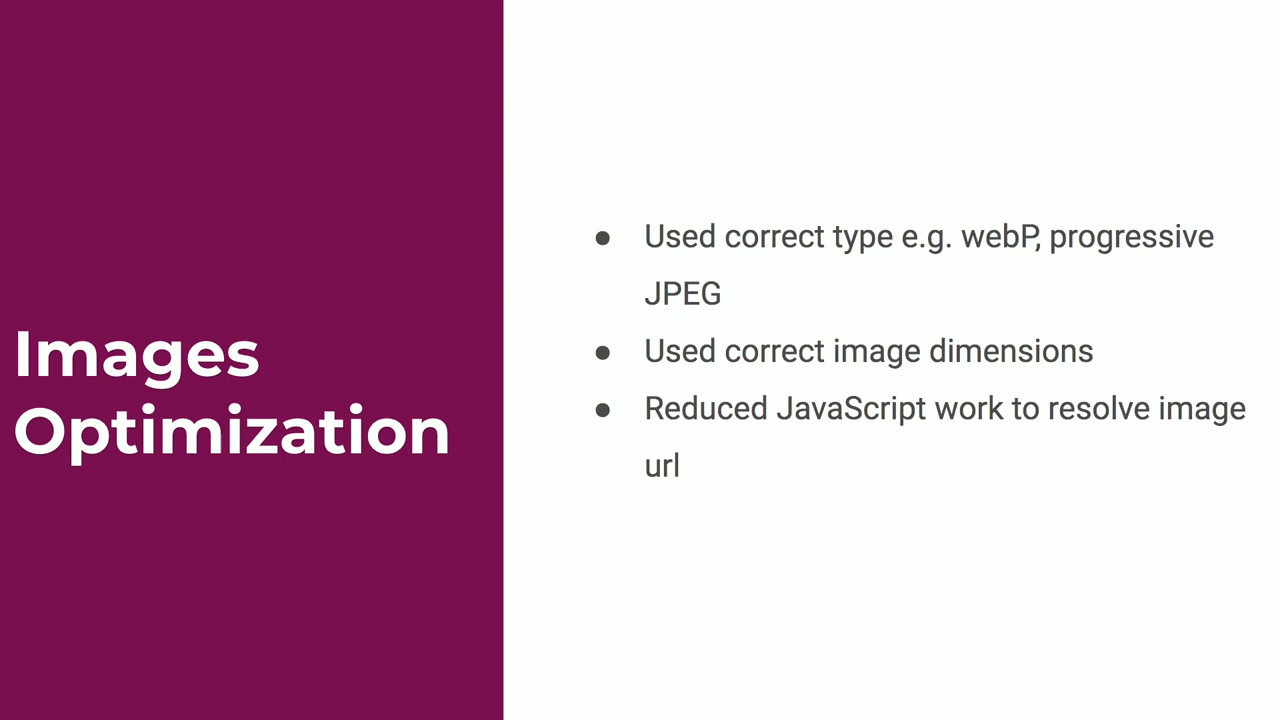 Images
Optimization
● Used correct type e.g. webP, progressive
JPEG
● Used correct image dimensions
● Reduced JavaScript work to resolve image
url